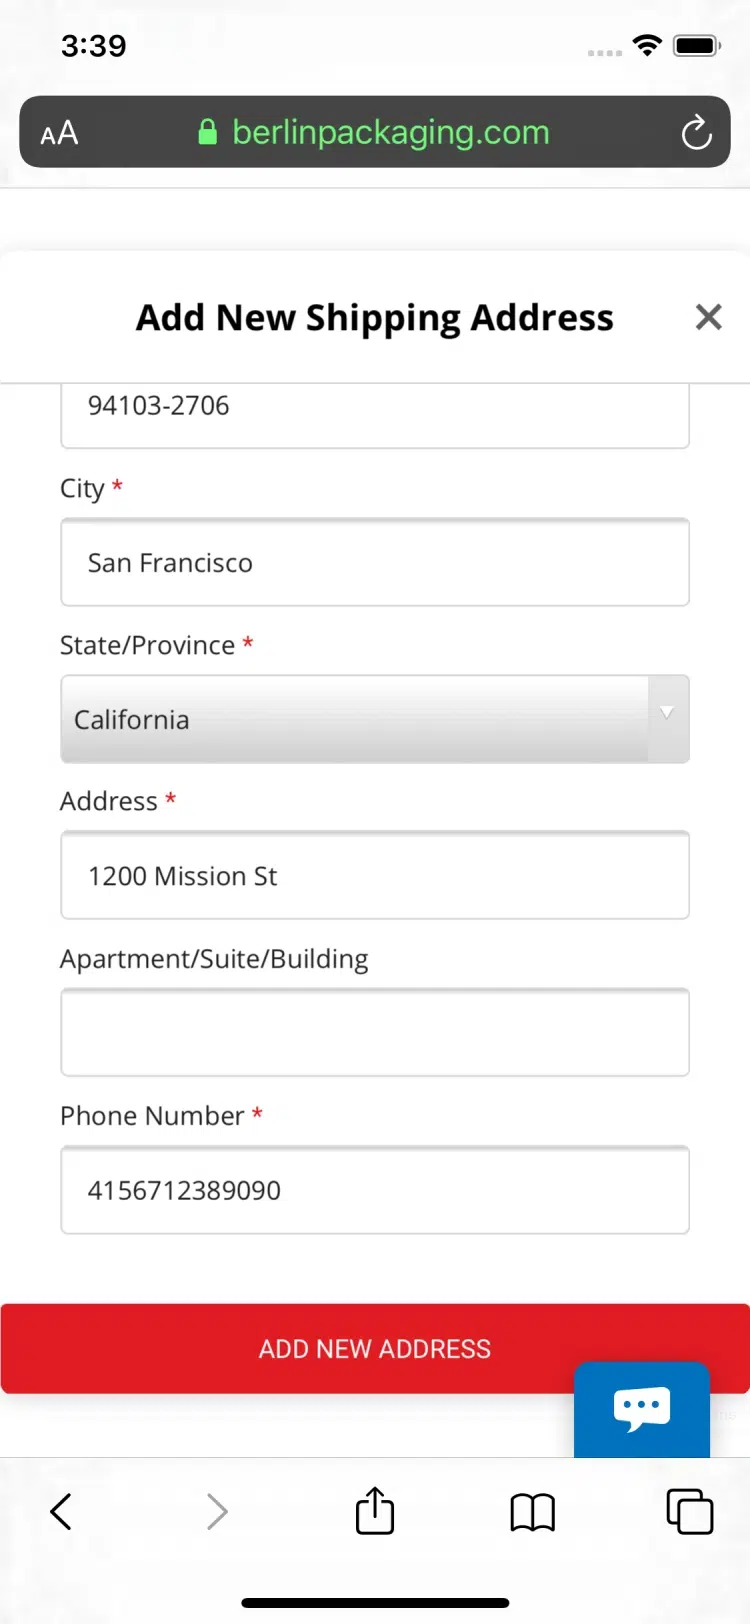 3:39
AA berlinpackaging.com
Add New Shipping Address
94103-2706
City *
San Francisco
State/Province *
California
Address *
1200 Mission St
Apartment/Suite/Building
Phone Number *
4156712389090
ADD NEW ADDRESS